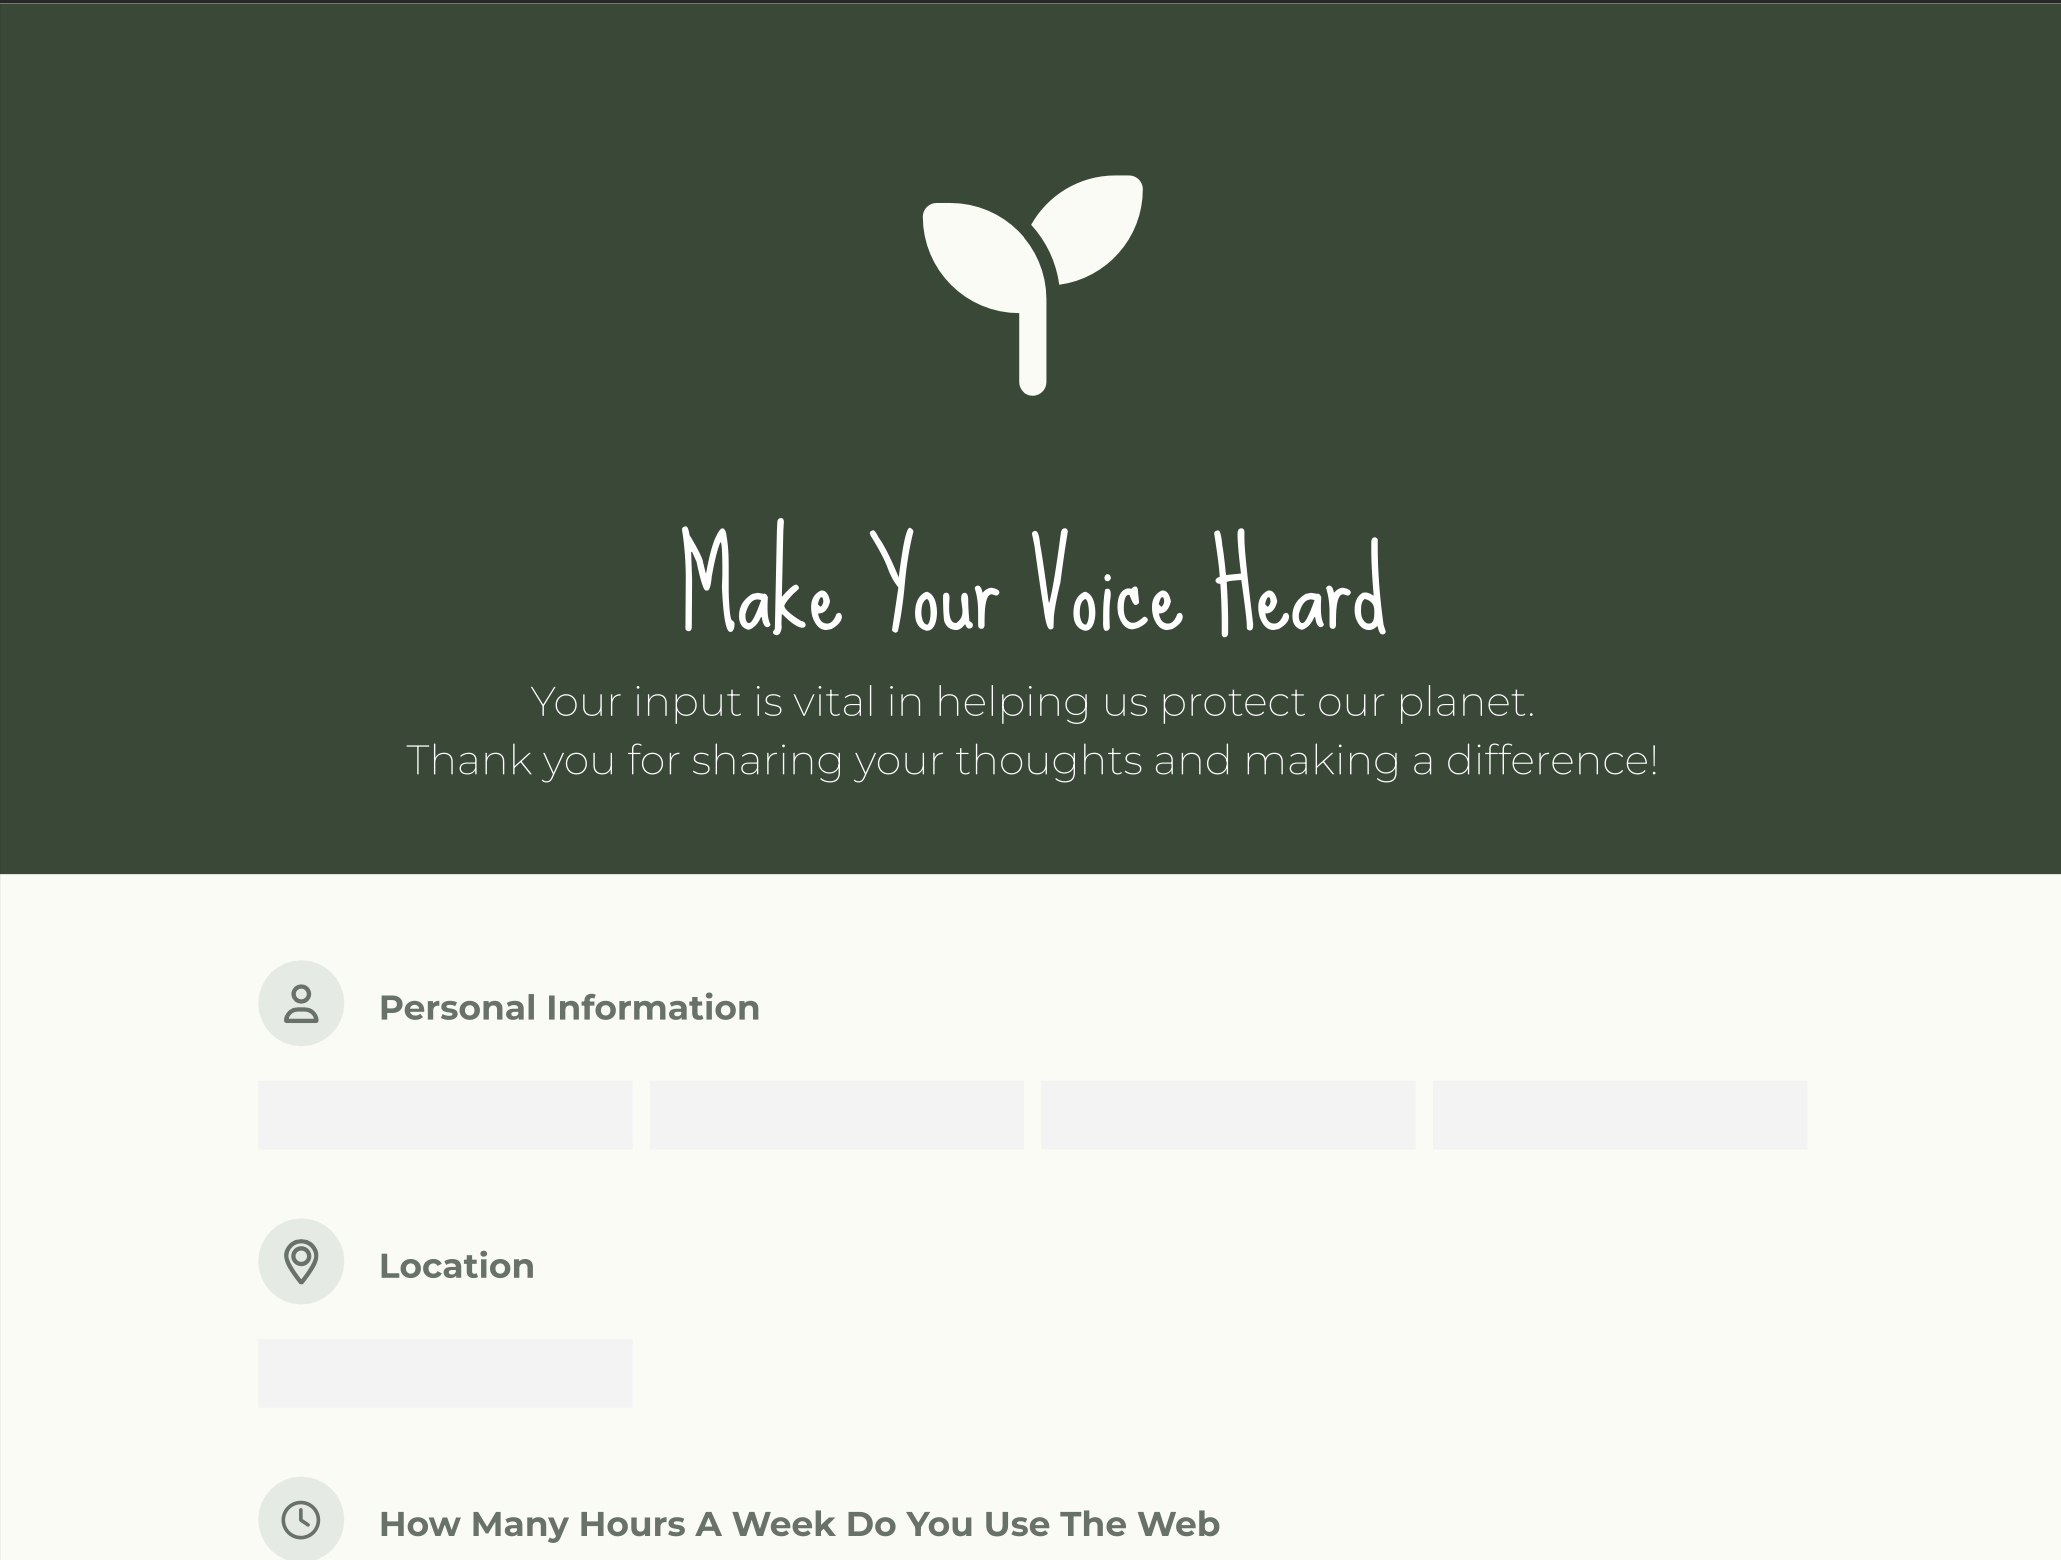 Make Your Voice Heard
Your input is vital in helping us protect our planet.
Thank you for sharing your thoughts and making a difference!
Personal Information
Location
How Many Hours A Week Do You Use The Web